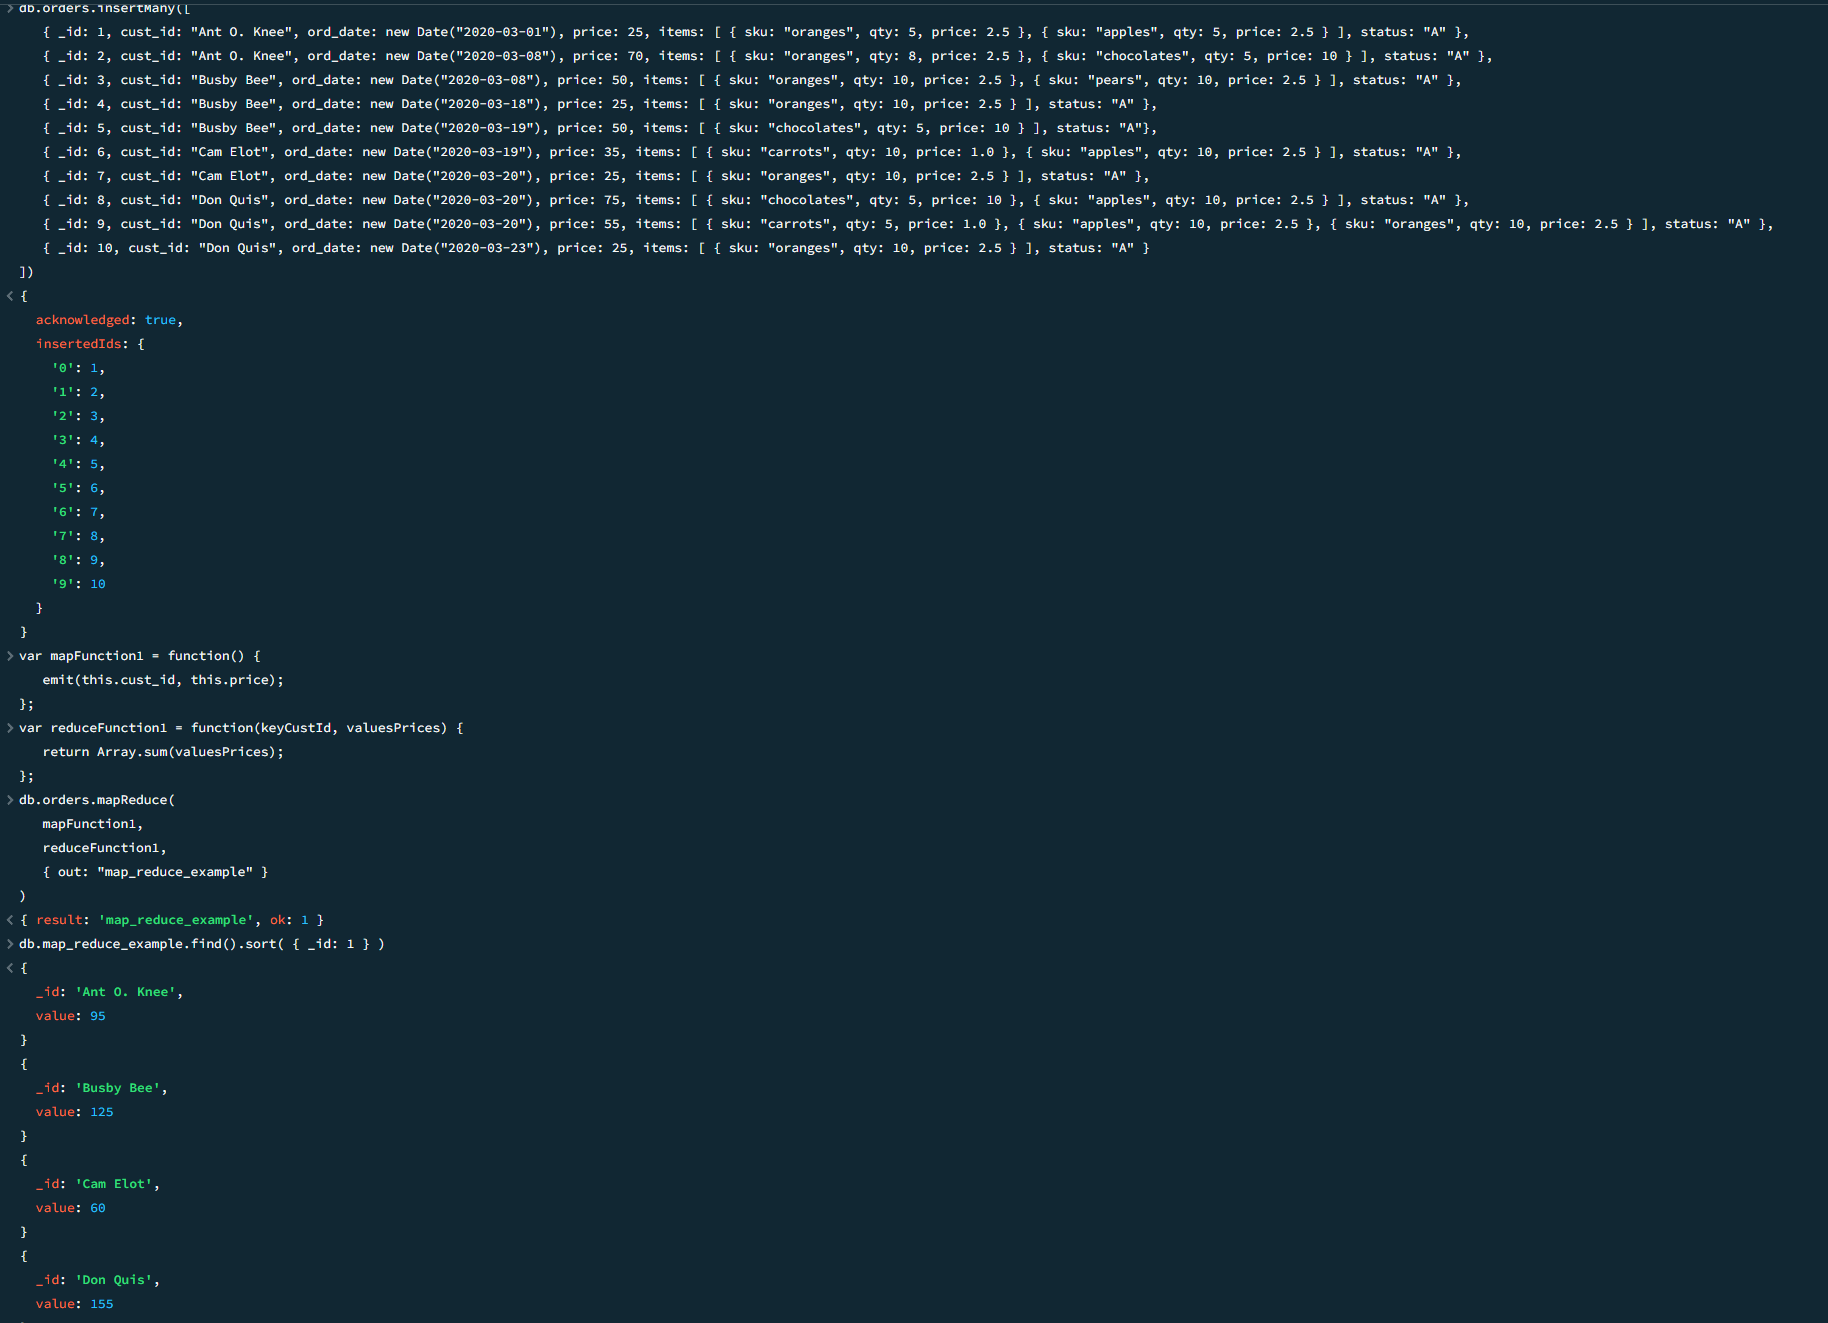 > db.orders.insertMany([
{ _id: 1, cust_id: "Ant O. Knee", ord_date: new Date("2020-03-01"), price: 25, items: [ { sku: "oranges", qty: 5, price: 2.5 }, { sku: "apples", qty: 5, price: 2.5 } ], status: "A" },
{ _id: 2, cust_id: "Ant O. Knee", ord_date: new Date("2020-03-08"), price: 70, items: [ { sku: "oranges", qty: 8, price: 2.5 }, { sku: "chocolates", qty: 5, price: 10 } ], status: "A" },
{ _id: 3, cust_id: "Busby Bee", ord_date: new Date("2020-03-08"), price: 50, items: [ { sku: "oranges", qty: 10, price: 2.5 }, { sku: "pears", qty: 10, price: 2.5 } ], status: "A" },
{ _id: 4, cust_id: "Busby Bee", ord_date: new Date("2020-03-18"), price: 25, items: [ { sku: "oranges", qty: 10, price: 2.5 } ], status: "A" },
{ _id: 5, cust_id: "Busby Bee", ord_date: new Date("2020-03-19"), price: 50, items: [ { sku: "chocolates", qty: 5, price: 10 } ], status: "A"},
{ _id: 6, cust_id: "Cam Elot", ord_date: new Date("2020-03-19"), price: 35, items: [ { sku: "carrots", qty: 10, price: 1.0 }, { sku: "apples", qty: 10, price: 2.5 } ], status: "A" },
{ _id: 7, cust_id: "Cam Elot", ord_date: new Date("2020-03-20"), price: 25, items: [ { sku: "oranges", qty: 10, price: 2.5 } ], status: "A" },
{ _id: 8, cust_id: "Don Quis", ord_date: new Date("2020-03-20"), price: 75, items: [ { sku: "chocolates", qty: 5, price: 10 }, { sku: "apples", qty: 10, price: 2.5 } ], status: "A" },
{ _id: 9, cust_id: "Don Quis", ord_date: new Date("2020-03-20"), price: 55, items: [ { sku: "carrots", qty: 5, price: 1.0 }, { sku: "apples", qty: 10, price: 2.5 }, { sku: "oranges", qty: 10, price: 2.5 } ], status: "A" },
{ _id: 10, cust_id: "Don Quis", ord_date: new Date("2020-03-23"), price: 25, items: [ { sku: "oranges", qty: 10, price: 2.5 } ], status: "A" }
])
< {
acknowledged: true,
insertedIds: {
'0': 1,
'1': 2,
'2': 3,
'3': 4,
'4': 5,
'5': 6,
'6': 7,
'7': 8,
'8': 9,
'9': 10
}
}
> var mapFunction1 = function() {
emit(this.cust_id, this.price);
};
> var reduceFunction1 = function(keyCustId, valuesPrices) {
return Array.sum(valuesPrices);
};
> db.orders.mapReduce(
mapFunction1,
reduceFunction1,
{ out: "map_reduce_example" }
)
< { result: 'map_reduce_example', ok: 1 }
> db.map_reduce_example.find().sort( { _id: 1 } )
< {
_id: 'Ant O. Knee',
value: 95
}
{
_id: 'Busby Bee',
value: 125
}
{
_id: 'Cam Elot',
value: 60
}
{
_id: 'Don Quis',
value: 155